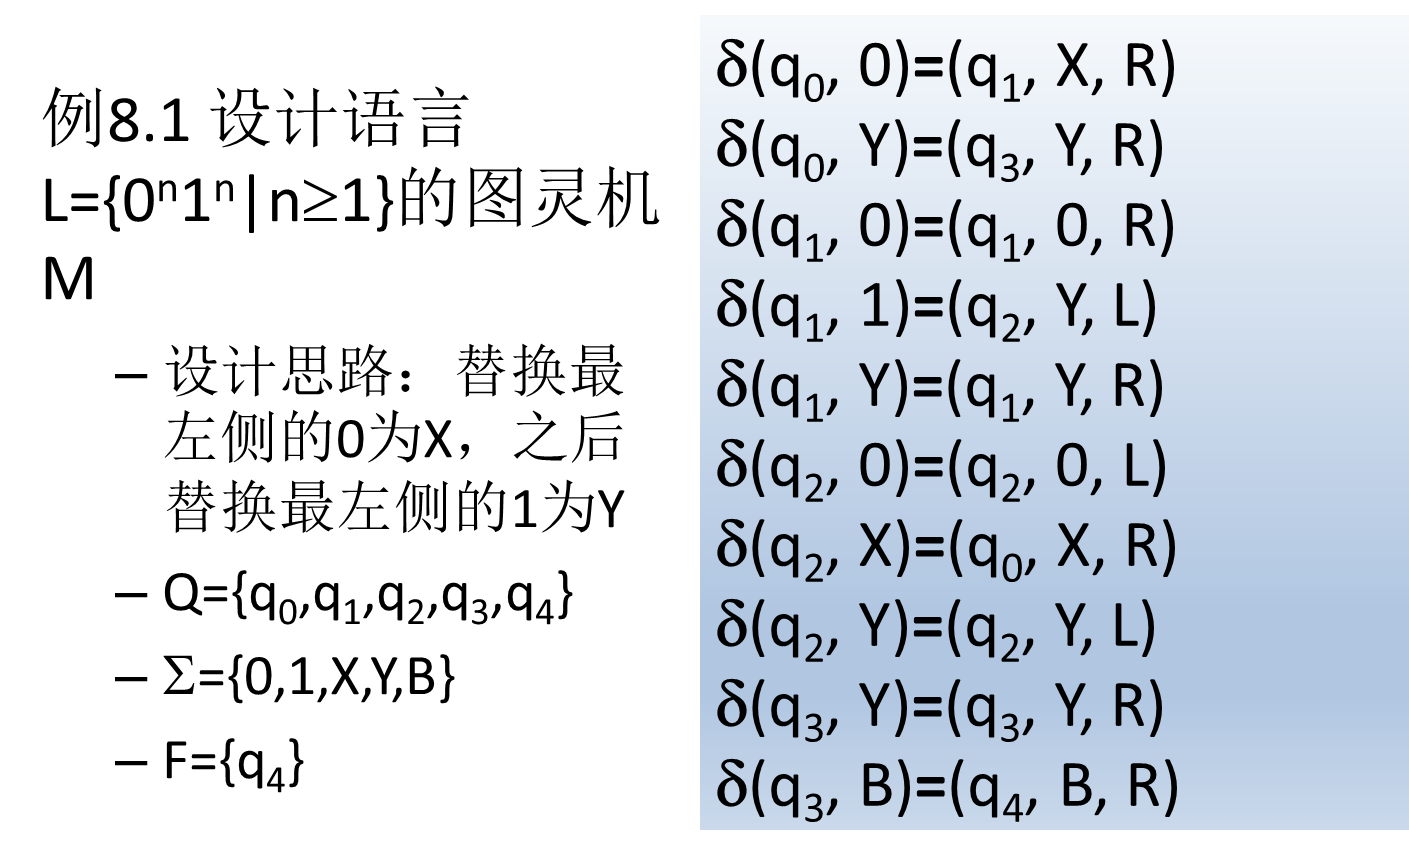 例8.1 设计语言
L={0ⁿ1ⁿ|n≥1}的图灵机
M
– 设计思路：替换最
左侧的0为X，之后
替换最左侧的1为Y
– Q={q₀,q₁,q₂,q₃,q₄}
– Σ={0,1,X,Y,B}
– F={q₄}
δ(q₀, 0)=(q₁, X, R)
δ(q₀, Y)=(q₃, Y, R)
δ(q₁, 0)=(q₁, 0, R)
δ(q₁, 1)=(q₂, Y, L)
δ(q₁, Y)=(q₁, Y, R)
δ(q₂, 0)=(q₂, 0, L)
δ(q₂, X)=(q₀, X, R)
δ(q₂, Y)=(q₂, Y, L)
δ(q₃, Y)=(q₃, Y, R)
δ(q₃, B)=(q₄, B, R)